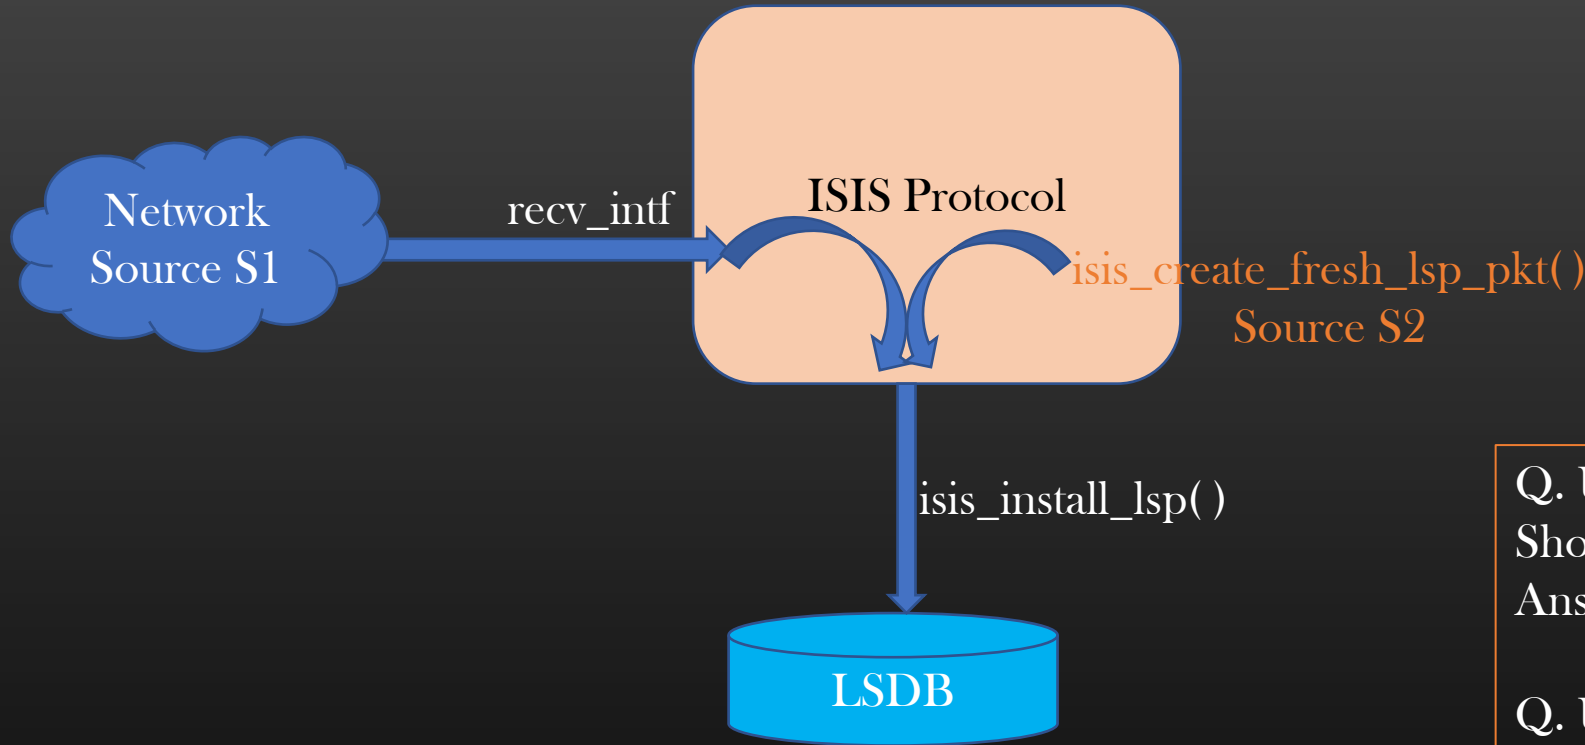 ISIS Protocol
Network
Source S1
recv_intf
isis_create_fresh_lsp_pkt( )
Source S2
isis_install_lsp( )
LSDB
Q.
Sho
Ans
Q.